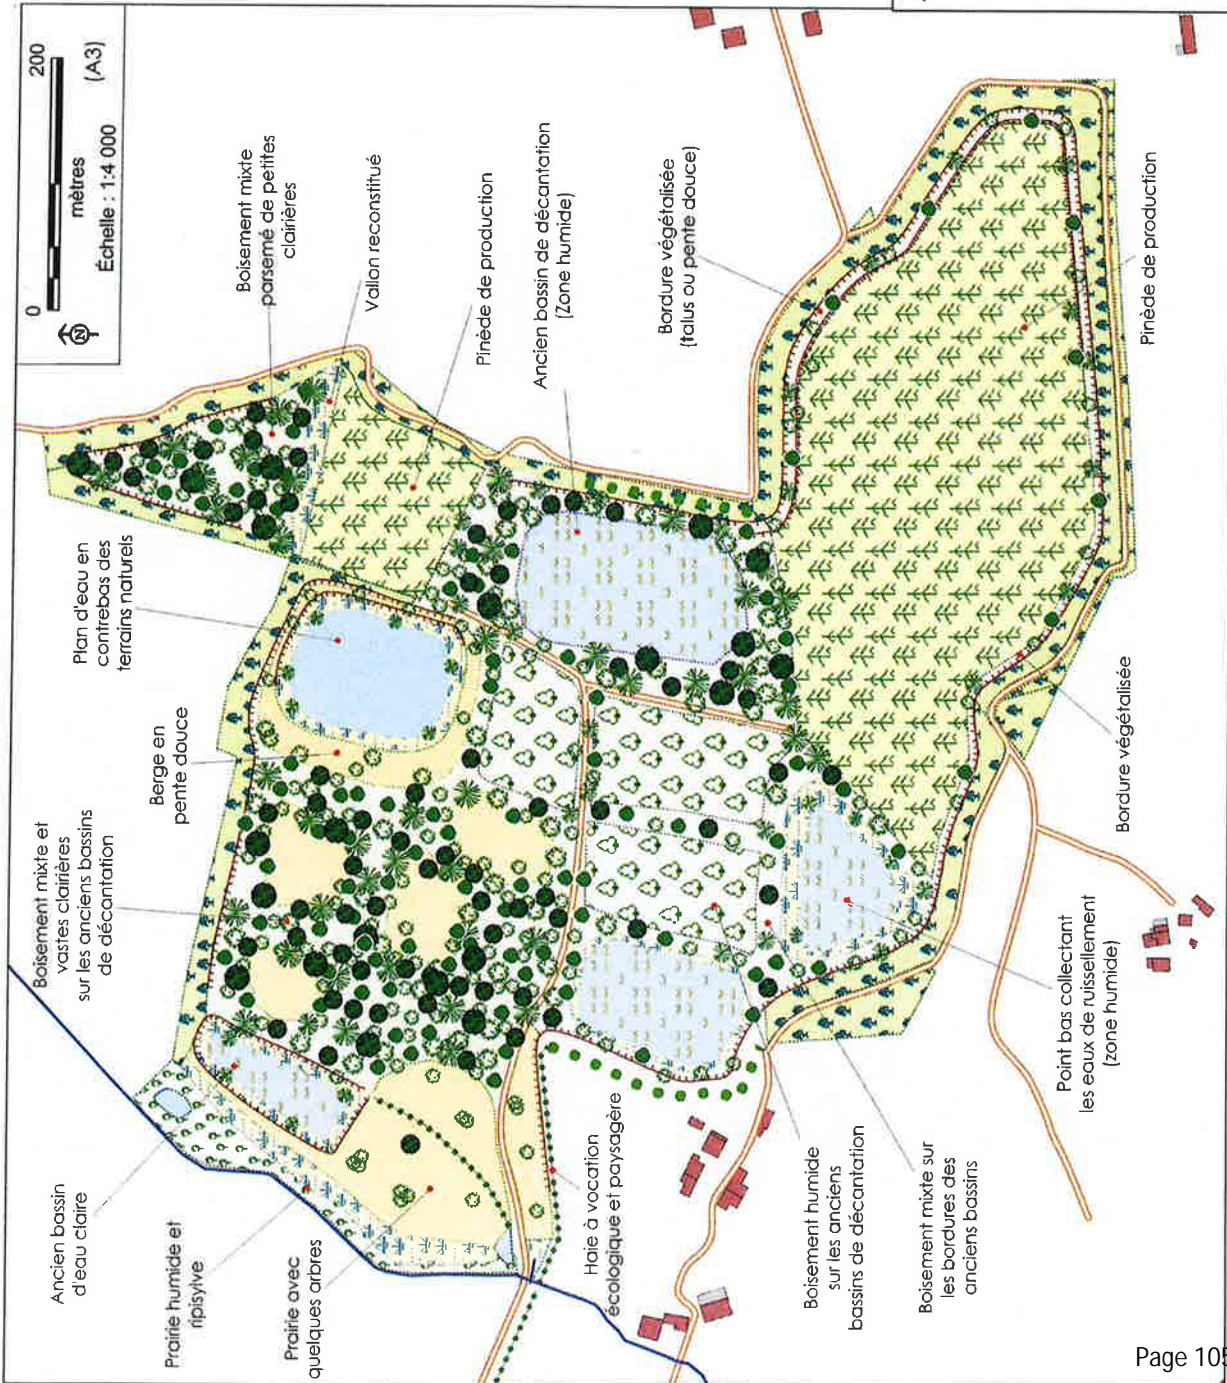 0
200
mètres
(A3)
Échelle : 1:4 000
N
Boisement mixte
parsemé de petites
clairières
Vallon reconstitué
Pinède de production
Ancien bassin de décantation
(Zone humide)
Bordure végétalisée
(talus ou pente douce)
Pinède de production
Plan d'eau en
contrebas des
terrains naturels
Berge en
pente douce
Boisement mixte et
vastes clairières
sur les anciens bassins
de décantation
Ancien bassin
d'eau claire
Prairie humide et
ripisylve
Prairie avec
quelques arbres
Haie à vocation
écologique et paysagère
Boisement humide
sur les anciens
bassins de décantation
Boisement mixte sur
les bordures des
anciens bassins
Point bas collectant
les eaux de ruissellement
(zone humide)
Bordure végétalisée
Page 105